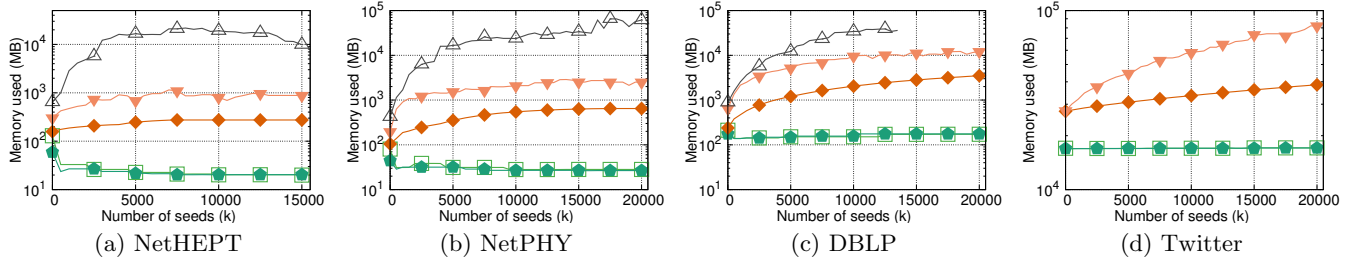 Memory used (MB)
10^4
10^3
10^2
10^1
0 5000 10000 15000
Number of seeds (k)
(a) NetHEPT
Memory used (MB)
10^5
10^4
10^3
10^2
10^1
0 5000 10000 15000 20000
Number of seeds (k)
(b) NetPHY
Memory used (MB)
10^5
10^4
10^3
10^2
10^1
0 5000 10000 15000 20000
Number of seeds (k)
(c) DBLP
Memory used (MB)
10^5
10^4
0 5000 10000 15000 20000
Number of seeds (k)
(d) Twitter